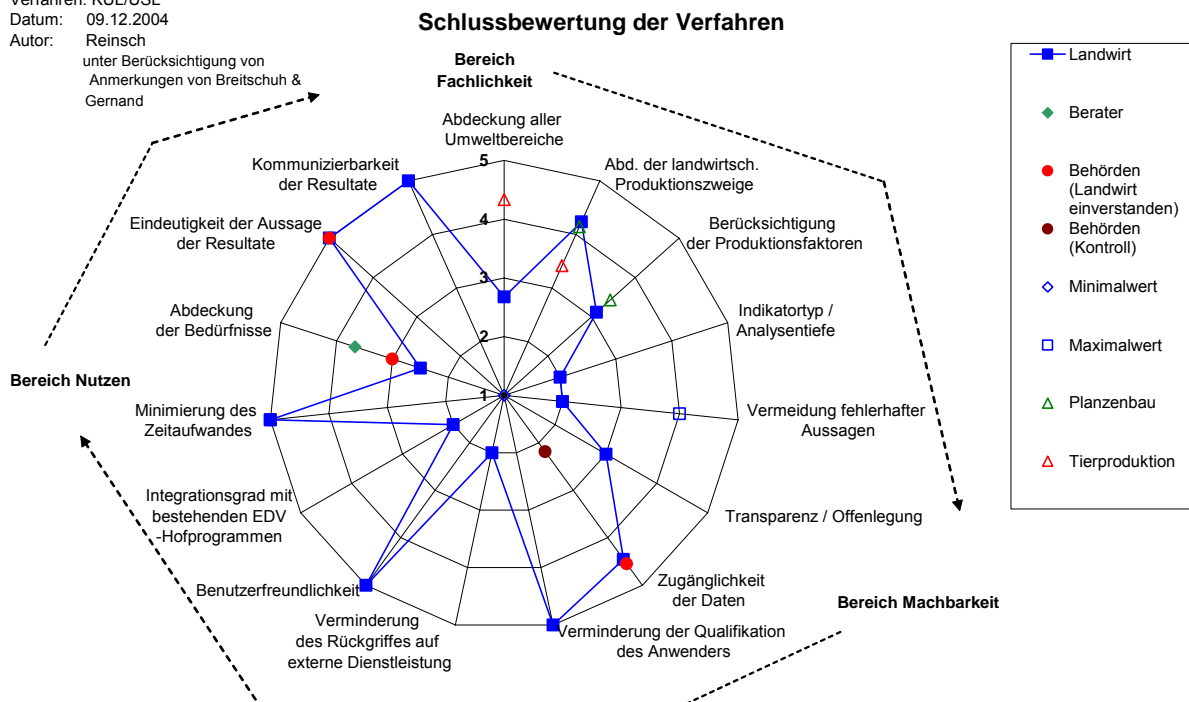 Verfahren: KUL/USL
Datum: 09.12.2004
Autor: Reinsch
unter Berücksichtigung von
Anmerkungen von Breitschuh &
Gernand
Schlussbewertung der Verfahren
Bereich
Fachlichkeit
Abdeckung aller
Umweltbereiche
Abd. der landwirtsch.
Produktionszweige
Berücksichtigung
der Produktionsfaktoren
Indikatortyp /
Analysentiefe
Vermeidung fehlerhafter
Aussagen
Transparenz / Offenlegung
Zugänglichkeit
der Daten
Bereich Machbarkeit
Verminderung der Qualifikation
des Anwenders
Verminderung
des Rückgriffes auf
externe Dienstleistung
Benutzerfreundlichkeit
Integrationsgrad mit
bestehenden EDV
-Hofprogrammen
Minimierung des
Zeitaufwandes
Bereich Nutzen
Abdeckung
der Bedürfnisse
Eindeutigkeit der Aussage
der Resultate
Kommunizierbarkeit
der Resultate
5
4
3
2
1
Landwirt
Berater
Behörden
(Landwirt
einverstanden)
Behörden
(Kontroll)
Minimalwert
Maximalwert
Planzenbau
Tierproduktion